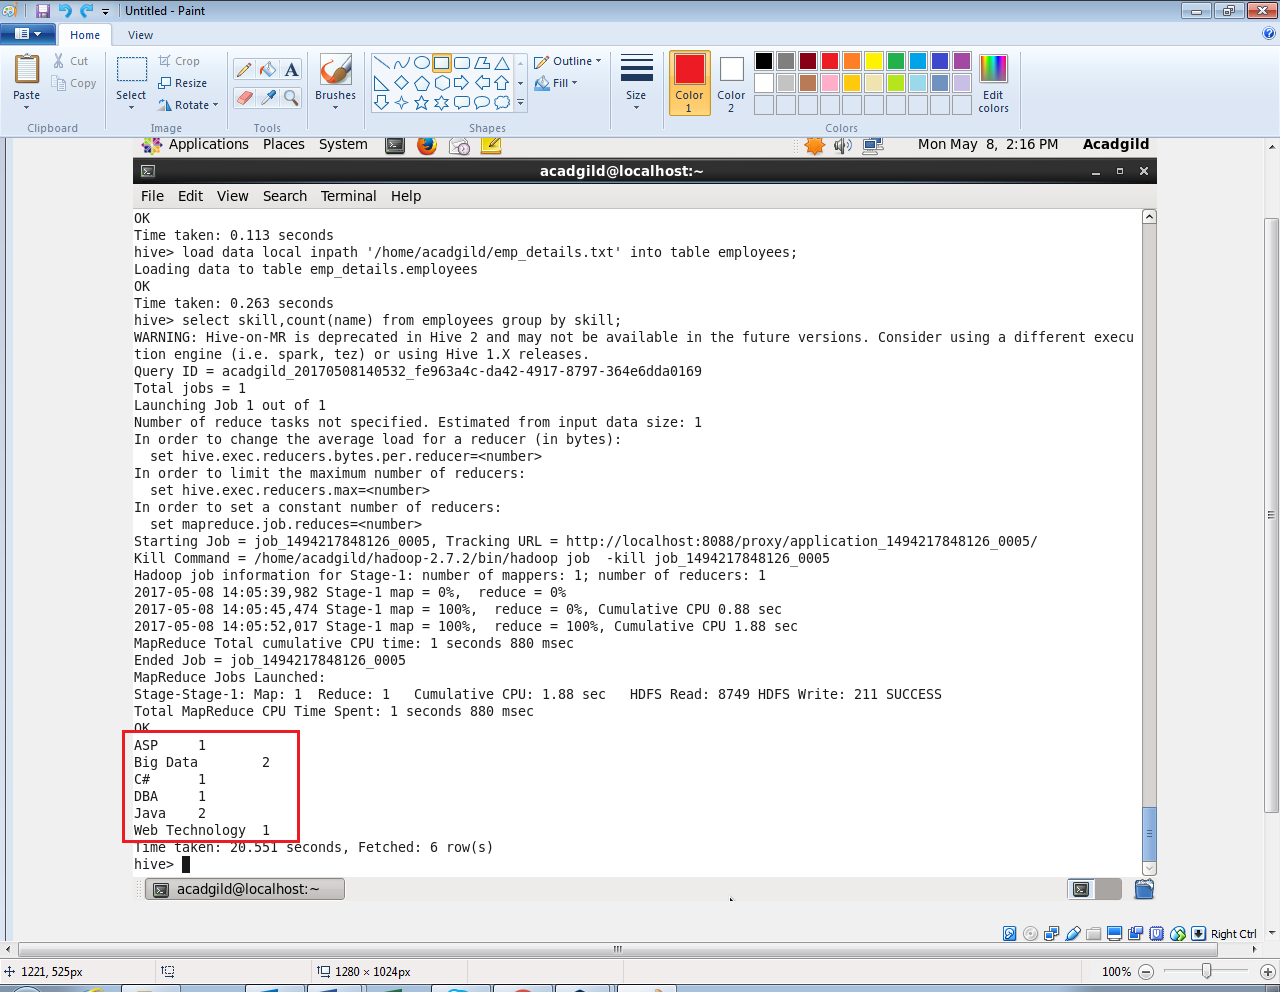 Untitled - Paint
Home View
Paste
Cut
Copy
Clipboard
Select
Crop
Resize
Rotate
Image
A
Tools
Brushes
Shapes
Outline
Fill
Size
Color 1
Color 2
Edit colors
Colors
Applications Places System Mon May 8, 2:16 PM Acadgild
acadgild@localhost:~
File Edit View Search Terminal Help
OK
Time taken: 0.113 seconds
hive> load data local inpath '/home/acadgild/emp_details.txt' into table employees;
Loading data to table emp_details.employees
OK
Time taken: 0.263 seconds
hive> select skill,count(name) from employees group by skill;
WARNING: Hive-on-MR is deprecated in Hive 2 and may not be available in the future versions. Consider using a different execu
tion engine (i.e. spark, tez) or using Hive 1.X releases.
Query ID = acadgild_20170508140532_fe963a4c-da42-4917-8797-364e6dda0169
Total jobs = 1
Launching Job 1 out of 1
Number of reduce tasks not specified. Estimated from input data size: 1
In order to change the average load for a reducer (in bytes):
  set hive.exec.reducers.bytes.per.reducer=<number>
In order to limit the maximum number of reducers:
  set hive.exec.reducers.max=<number>
In order to set a constant number of reducers:
  set mapreduce.job.reduces=<number>
Starting Job = job_1494217848126_0005, Tracking URL = http://localhost:8088/proxy/application_1494217848126_0005/
Kill Command = /home/acadgild/hadoop-2.7.2/bin/hadoop job  -kill job_1494217848126_0005
Hadoop job information for Stage-1: number of mappers: 1; number of reducers: 1
2017-05-08 14:05:39,982 Stage-1 map = 0%,  reduce = 0%
2017-05-08 14:05:45,474 Stage-1 map = 100%,  reduce = 0%, Cumulative CPU 0.88 sec
2017-05-08 14:05:52,017 Stage-1 map = 100%,  reduce = 100%, Cumulative CPU 1.88 sec
MapReduce Total cumulative CPU time: 1 seconds 880 msec
Ended Job = job_1494217848126_0005
MapReduce Jobs Launched:
Stage-Stage-1: Map: 1  Reduce: 1   Cumulative CPU: 1.88 sec   HDFS Read: 8749 HDFS Write: 211 SUCCESS
Total MapReduce CPU Time Spent: 1 seconds 880 msec
OK
ASP 1
Big Data 2
C# 1
DBA 1
Java 2
Web Technology 1
Time taken: 20.551 seconds, Fetched: 6 row(s)
hive>
acadgild@localhost:~
Right Ctrl
1221, 525px 1280 × 1024px 100%